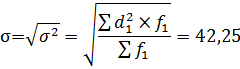 σ=√σ² = √(∑ d₁² × f₁ / ∑ f₁) = 42,25